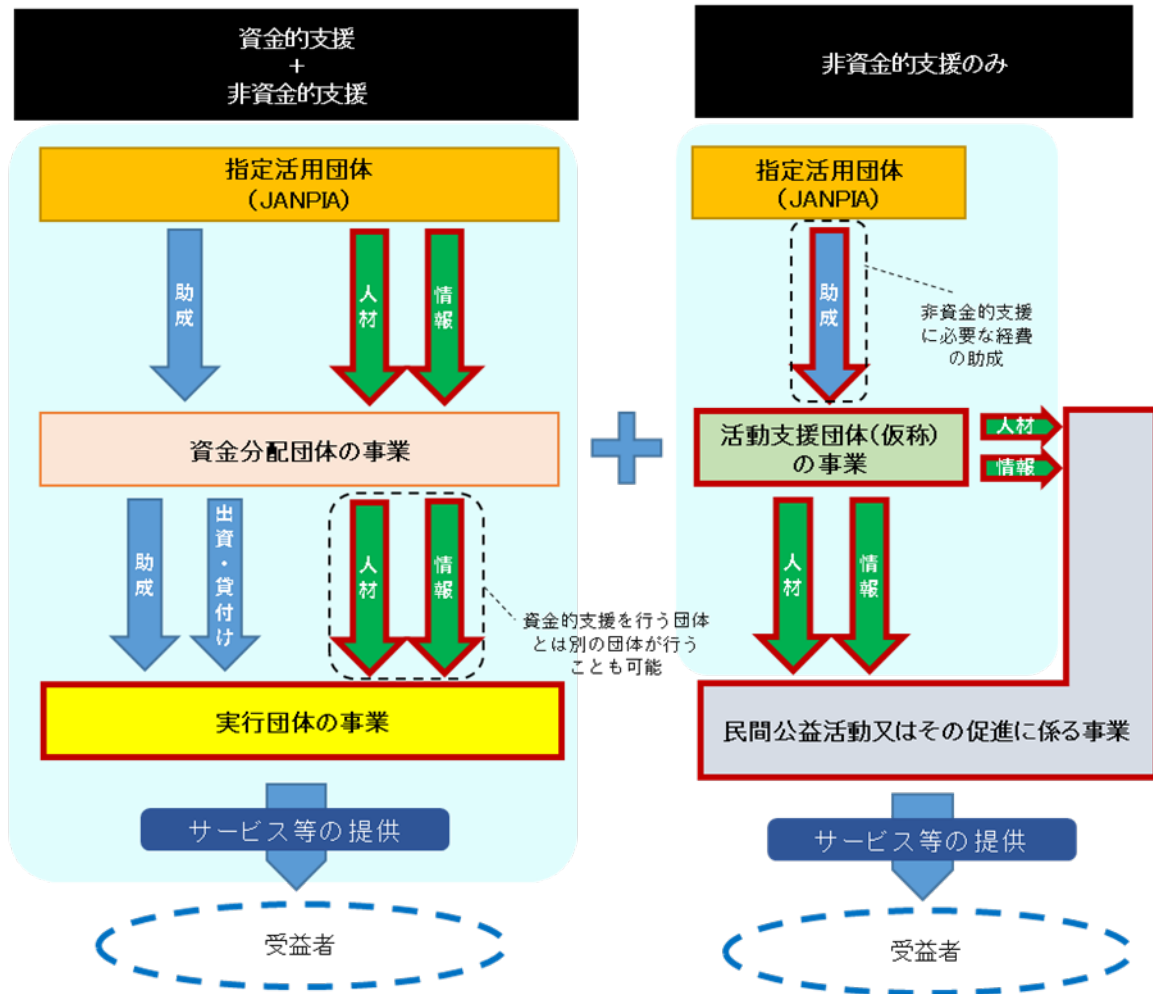 資金的支援
+
非資金的支援
指定活用団体
(JANPIA)
助成
人材
情報
資金分配団体の事業
助成
出資・貸付け
人材
情報
資金的支援を行う団体
とは別の団体が行う
ことも可能
実行団体の事業
サービス等の提供
受益者
非資金的支援のみ
指定活用団体
(JANPIA)
助成
非資金的支援
に必要な経費
の助成
活動支援団体(仮称)
の事業
人材
情報
人材
情報
民間公益活動又はその促進に係る事業
サービス等の提供
受益者